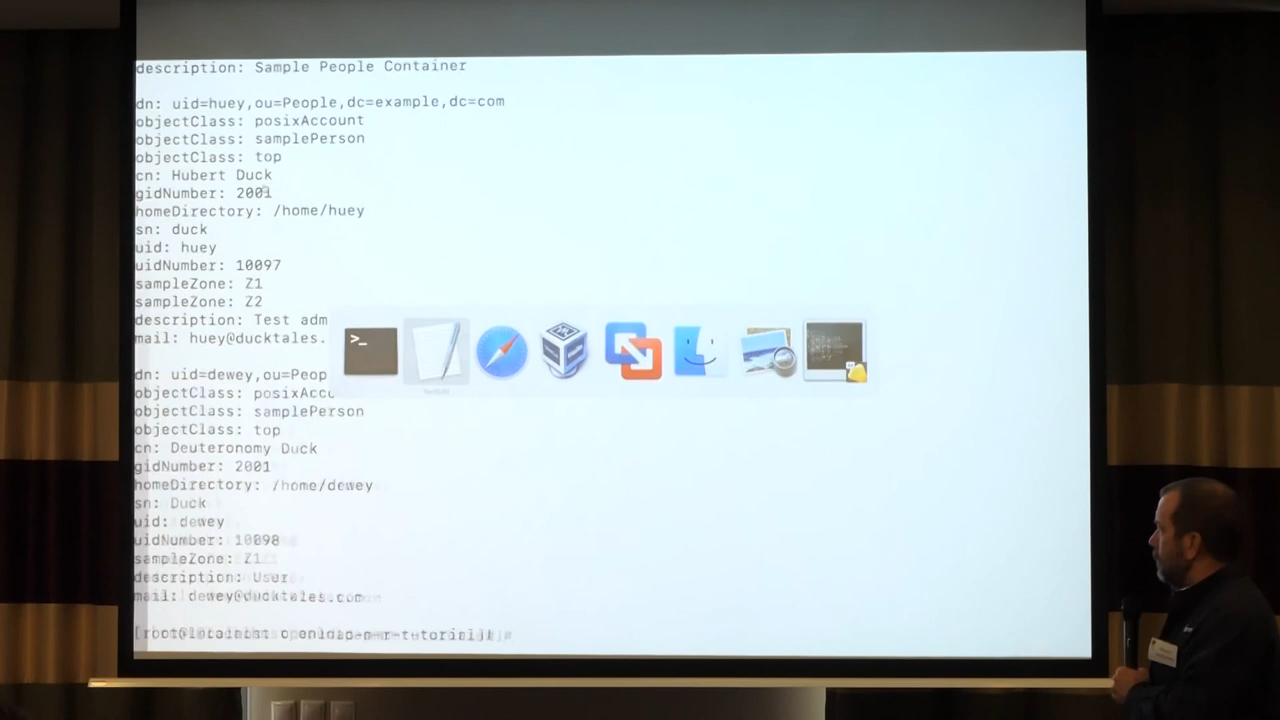 description: Sample People Container
dn: uid=huey,ou=People,dc=example,dc=com
objectClass: posixAccount
objectClass: samplePerson
objectClass: top
cn: Hubert Duck
gidNumber: 2001
homeDirectory: /home/huey
sn: duck
uid: huey
uidNumber: 10097
sampleZone: Z1
sampleZone: Z2
description: Test adm
mail: huey@ducktales.
dn: uid=dewey,ou=Peop
objectClass: posixAcc
objectClass: samplePerson
objectClass: top
cn: Deuteronomy Duck
gidNumber: 2001
homeDirectory: /home/dewey
sn: Duck
uid: dewey
uidNumber: 10098
sampleZone: Z1
description: User
mail: dewey@ducktales.com